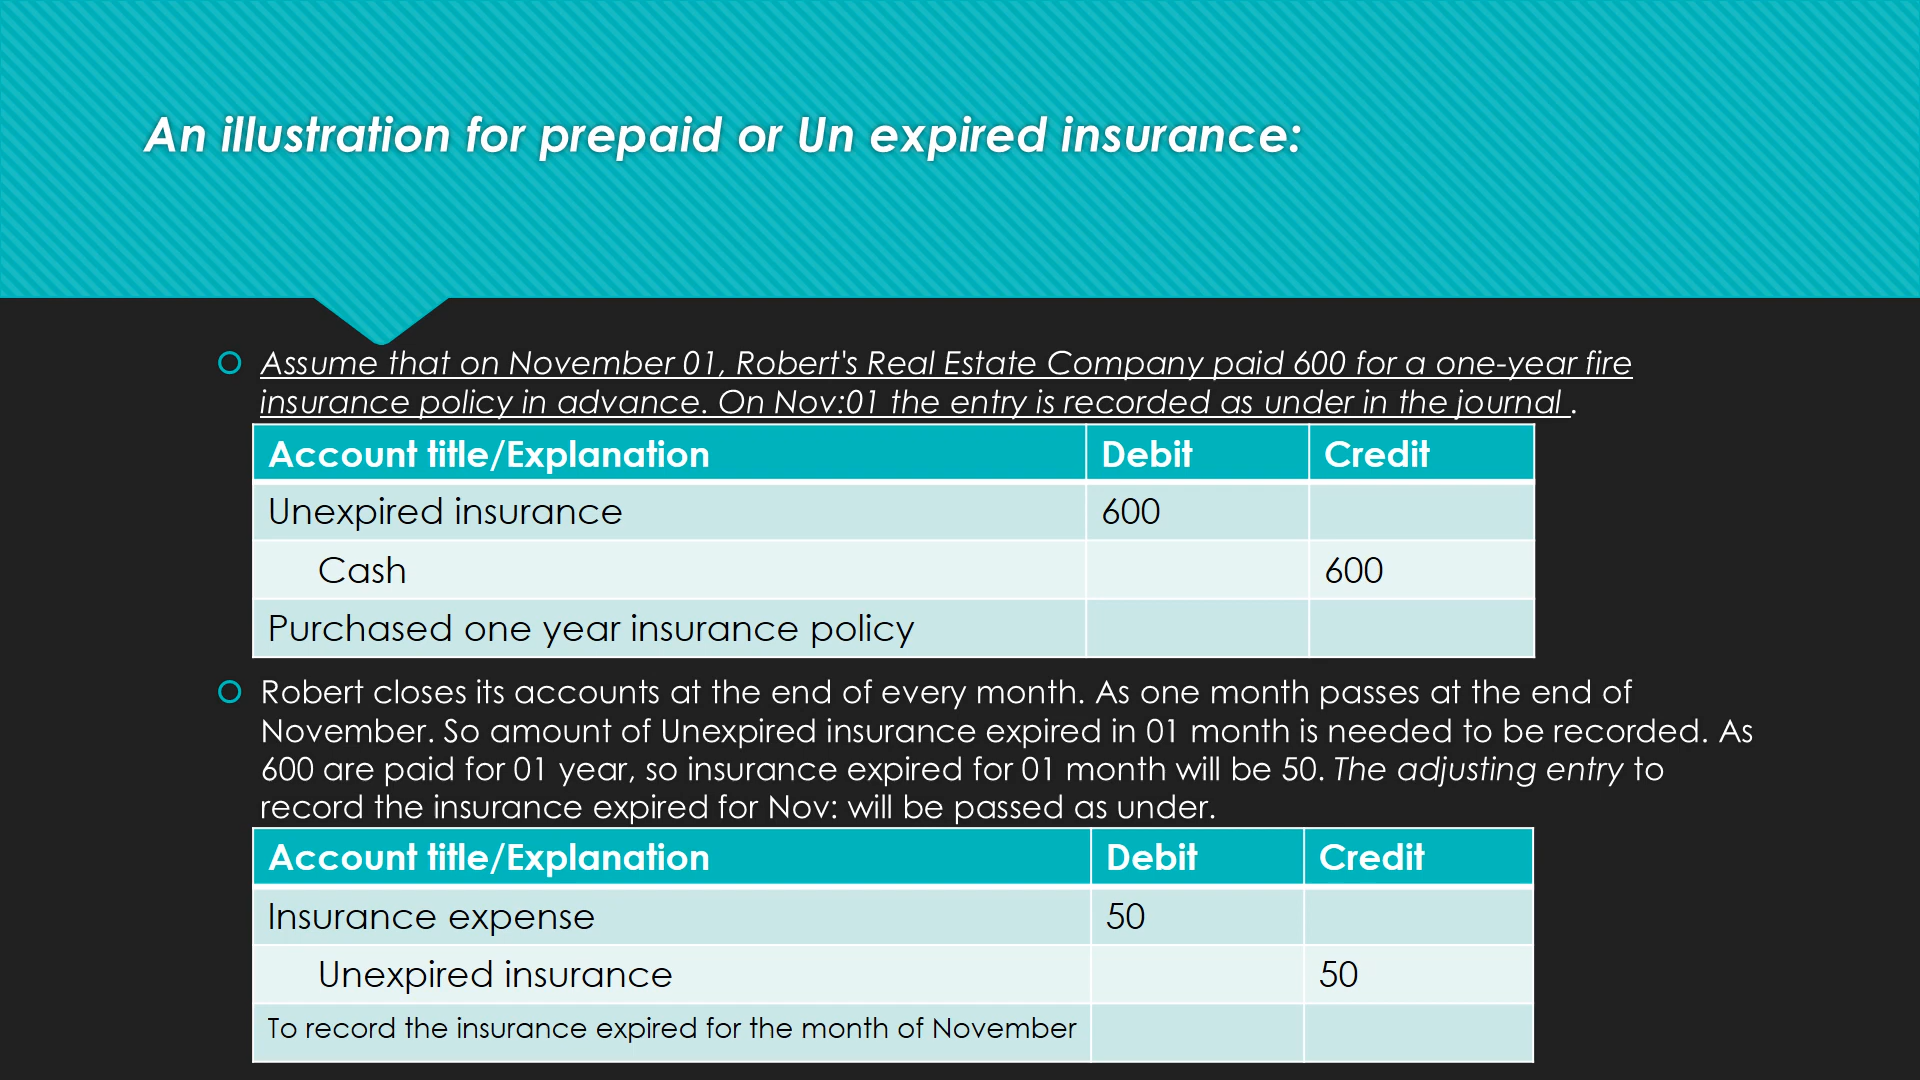 An illustration for prepaid or Un expired insurance:
Assume that on November 01, Robert's Real Estate Company paid 600 for a one-year fire
insurance policy in advance. On Nov:01 the entry is recorded as under in the journal .
Account title/Explanation Debit Credit
Unexpired insurance 600
Cash 600
Purchased one year insurance policy
Robert closes its accounts at the end of every month. As one month passes at the end of
November. So amount of Unexpired insurance expired in 01 month is needed to be recorded. As
600 are paid for 01 year, so insurance expired for 01 month will be 50. The adjusting entry to
record the insurance expired for Nov: will be passed as under.
Account title/Explanation Debit Credit
Insurance expense 50
Unexpired insurance 50
To record the insurance expired for the month of November